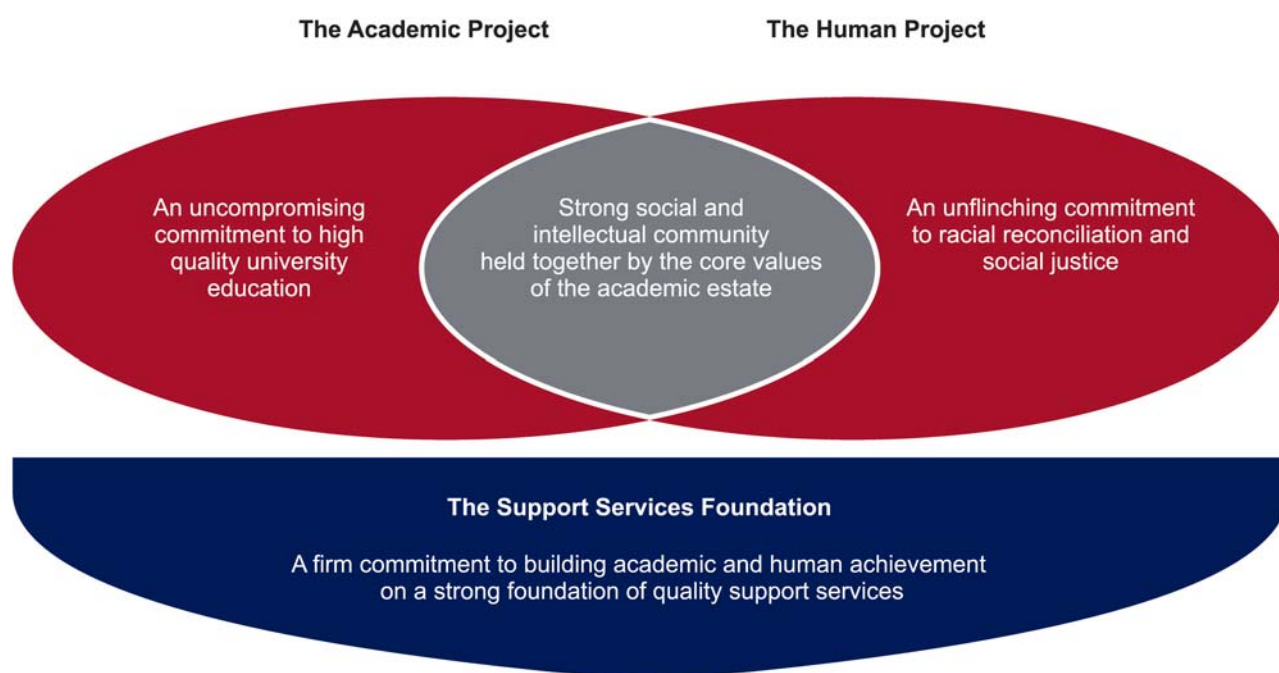 The Academic Project
The Human Project
An uncompromising
commitment to high
quality university
education
Strong social and
intellectual community
held together by the core values
of the academic estate
An unflinching commitment
to racial reconciliation and
social justice
The Support Services Foundation
A firm commitment to building academic and human achievement
on a strong foundation of quality support services